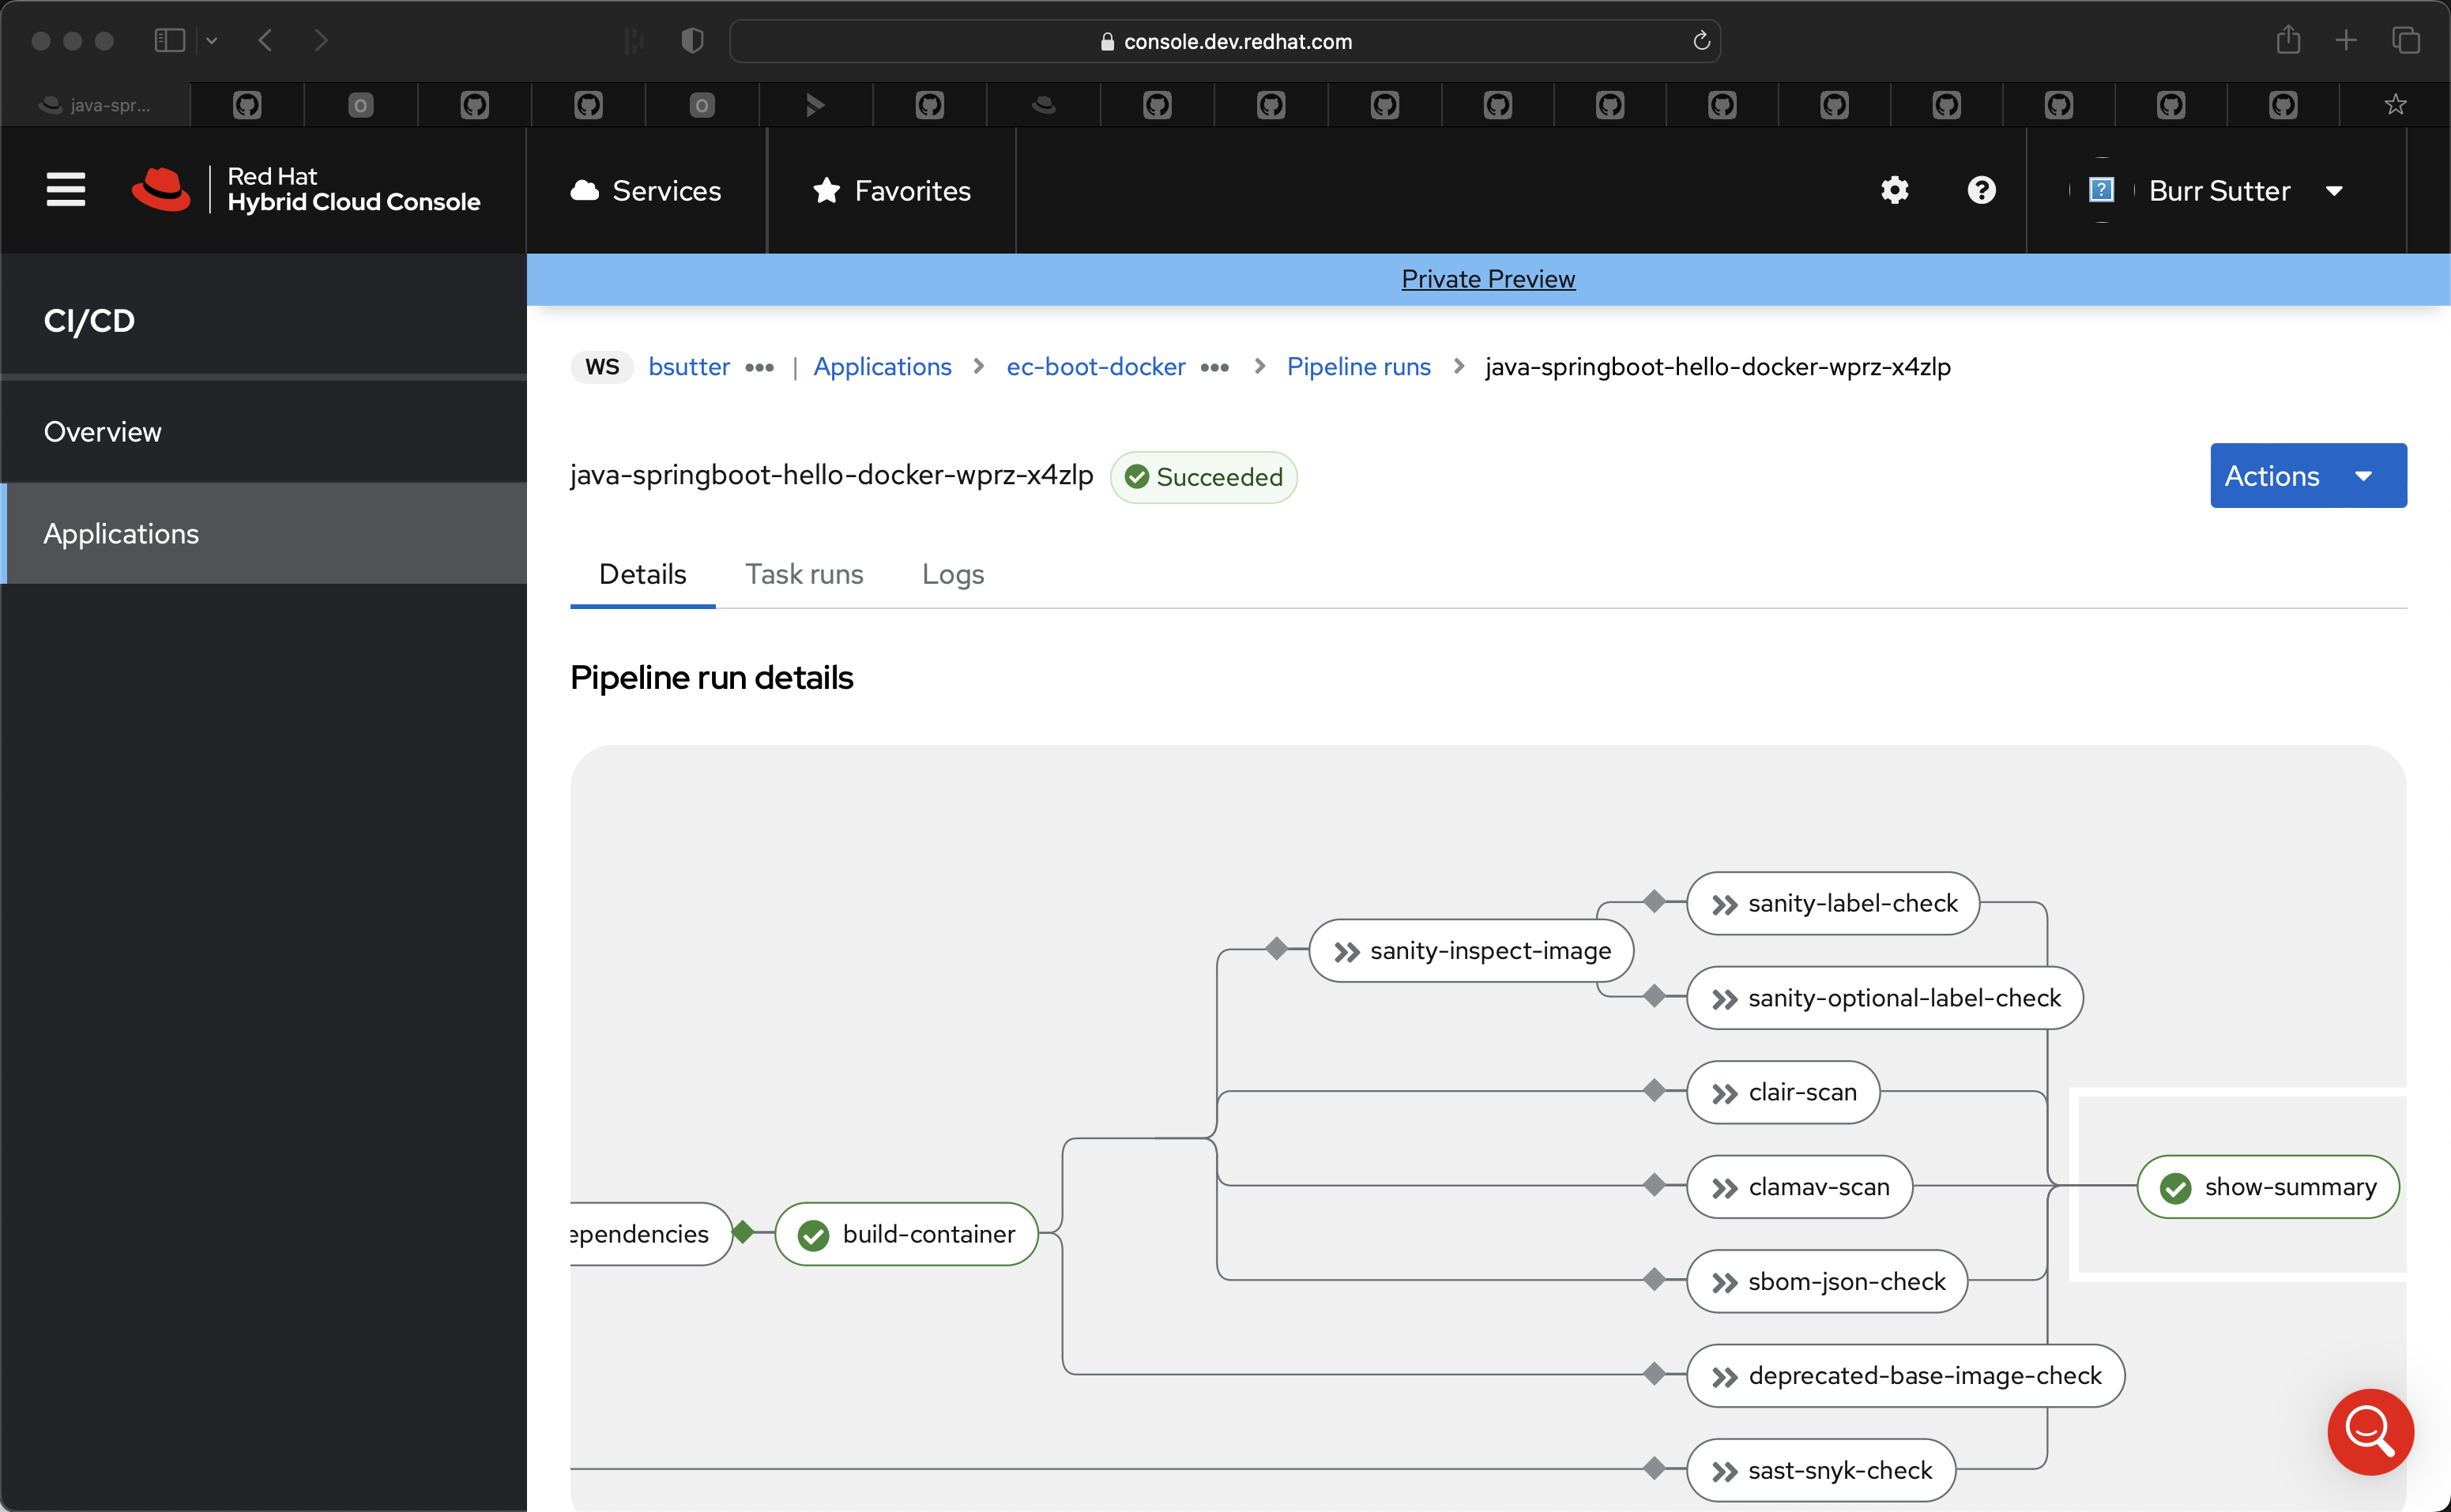 console.dev.redhat.com
java-spr...
Red Hat
Hybrid Cloud Console
Services
Favorites
Burr Sutter
Private Preview
CI/CD
Overview
Applications
WS bsutter ••• | Applications > ec-boot-docker ••• > Pipeline runs > java-springboot-hello-docker-wprz-x4zlp
java-springboot-hello-docker-wprz-x4zlp Succeeded
Actions
Details Task runs Logs
Pipeline run details
sanity-label-check
sanity-inspect-image
sanity-optional-label-check
clair-scan
clamav-scan
show-summary
ependencies
build-container
sbom-json-check
deprecated-base-image-check
sast-snyk-check